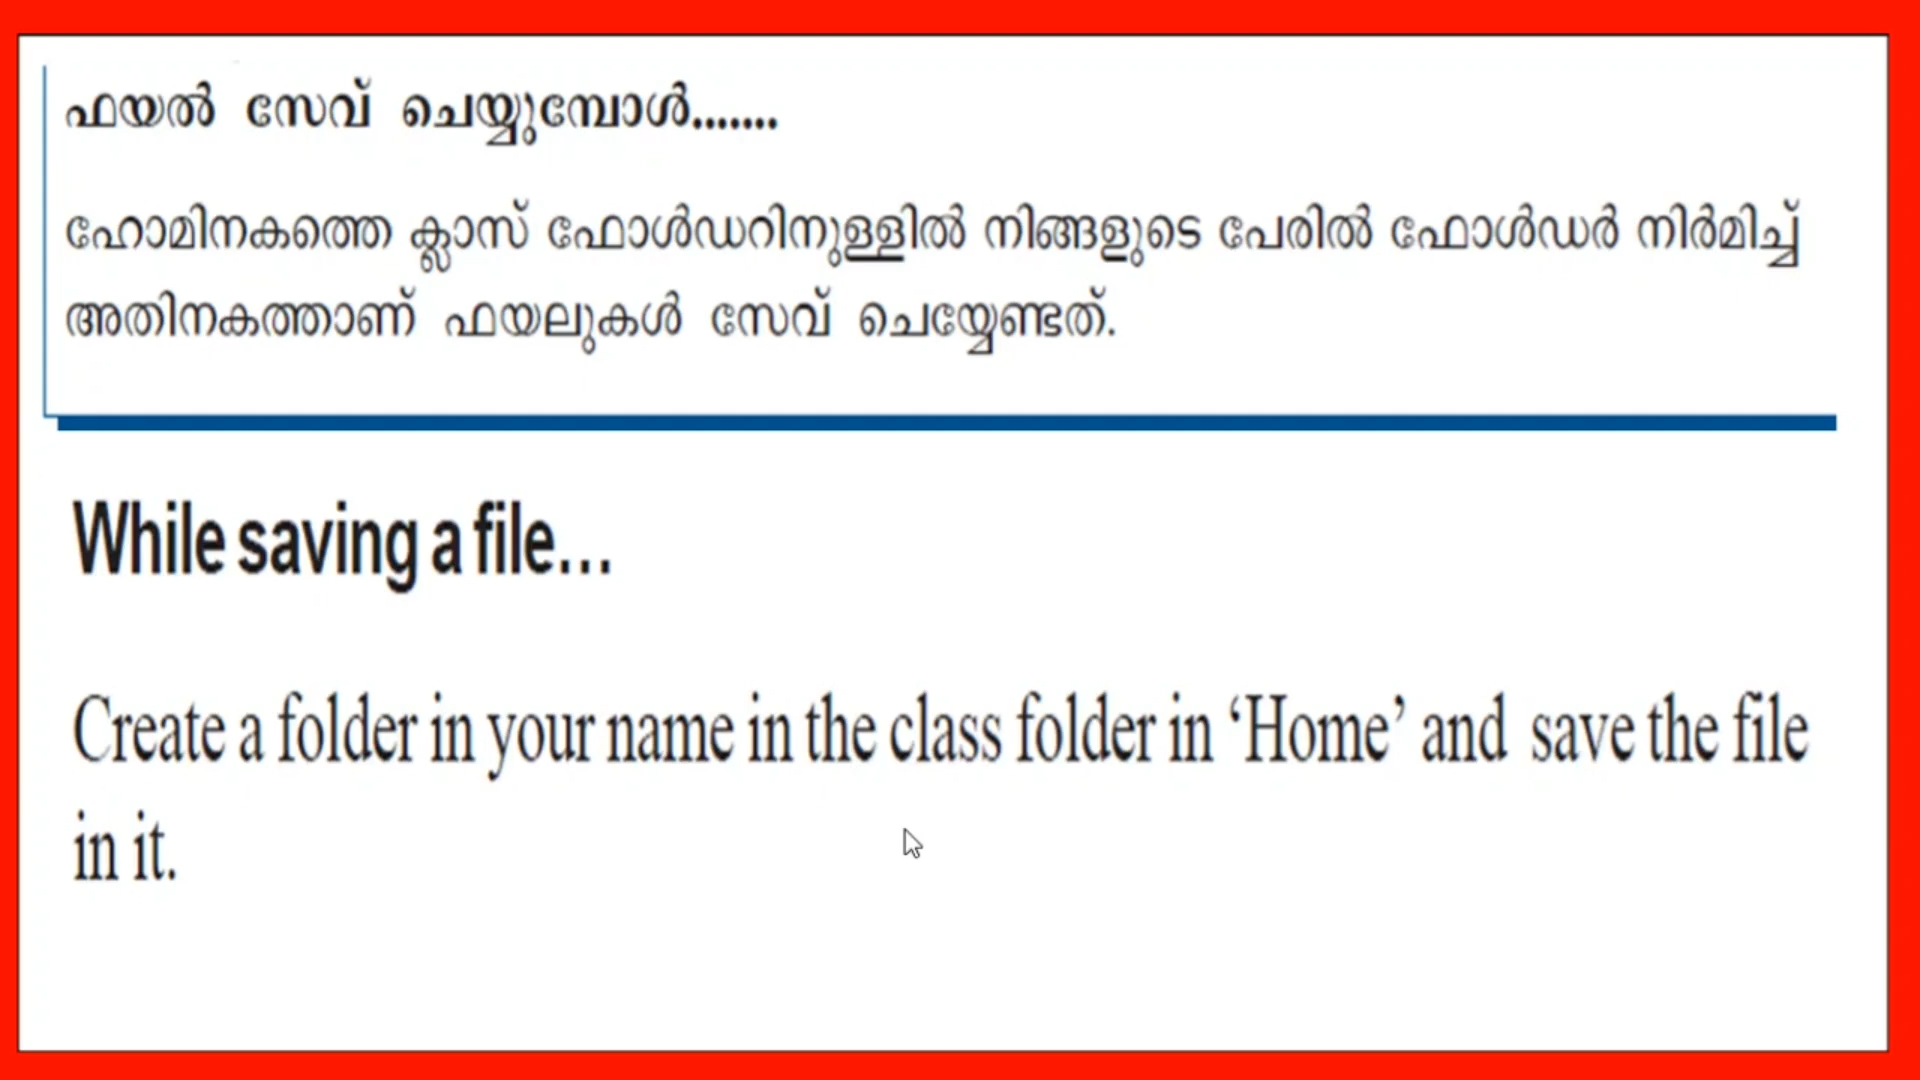 ഫയൽ സേവ് ചെയ്യുമ്പോൾ.......
ഹോമിനകത്തെ ക്ലാസ് ഫോൾഡറിനുള്ളിൽ നിങ്ങളുടെ പേരിൽ ഫോൾഡർ നിർമിച്ച്
അതിനകത്താണ് ഫയലുകൾ സേവ് ചെയ്യേണ്ടത്.
While saving a file...
Create a folder in your name in the class folder in ‘Home’ and save the file
in it.